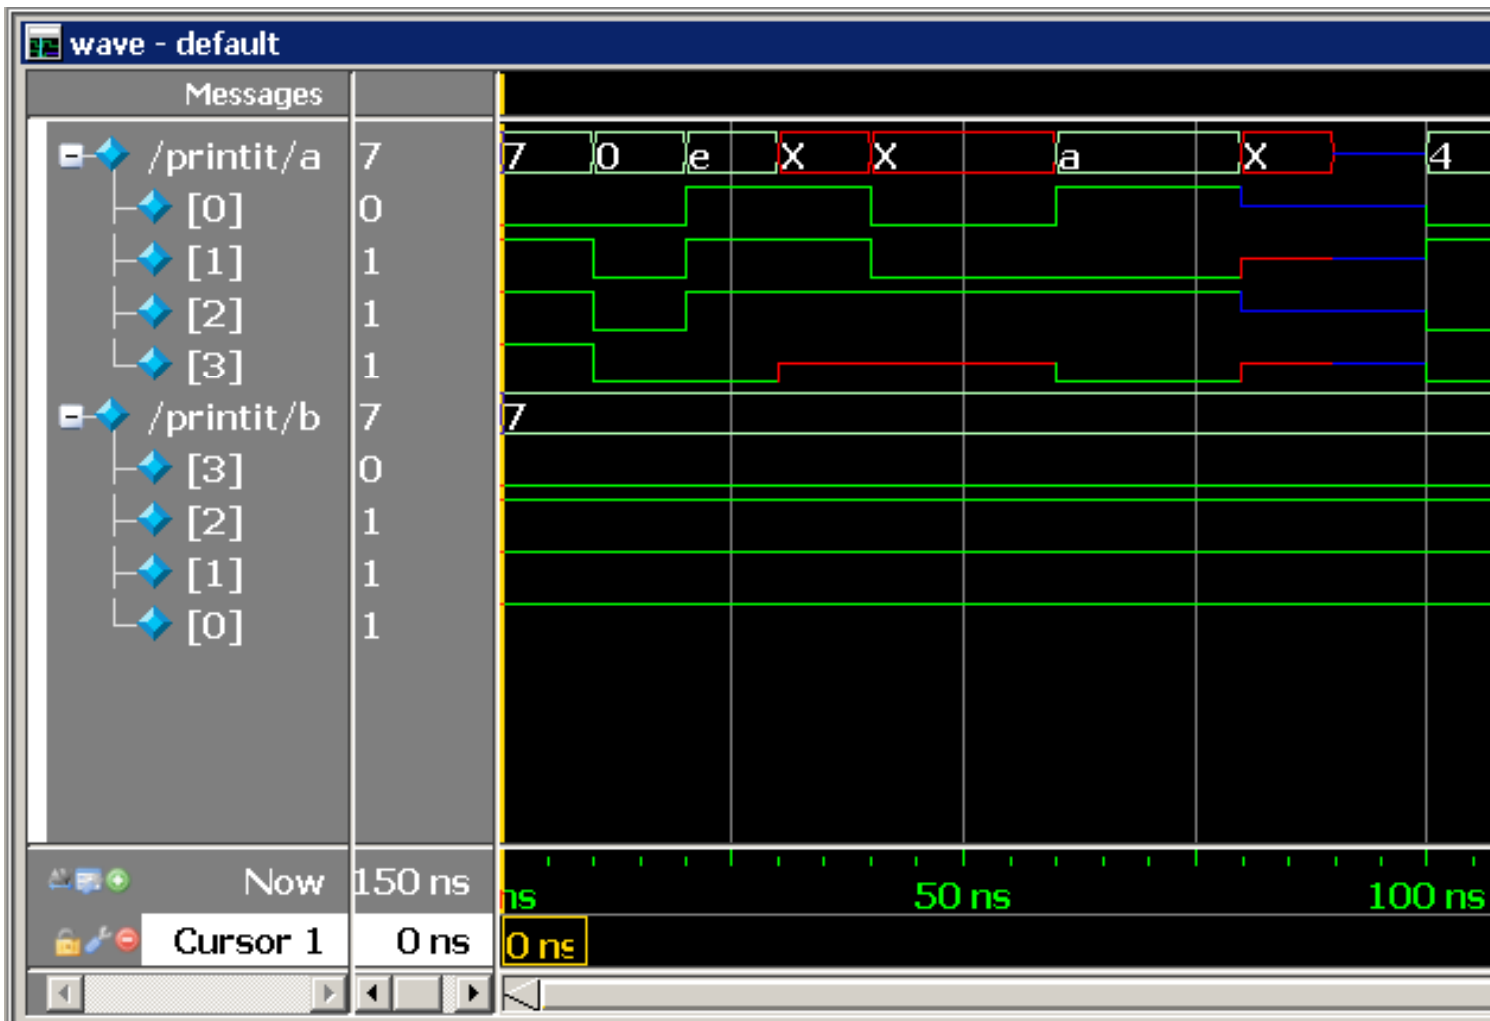 wave - default
Messages
/printit/a 7 7 0 e X X a X 4
[0] 0
[1] 1
[2] 1
[3] 1
/printit/b 7 7
[3] 0
[2] 1
[1] 1
[0] 1
Now 150 ns ns 50 ns 100 ns
Cursor 1 0 ns 0 ns